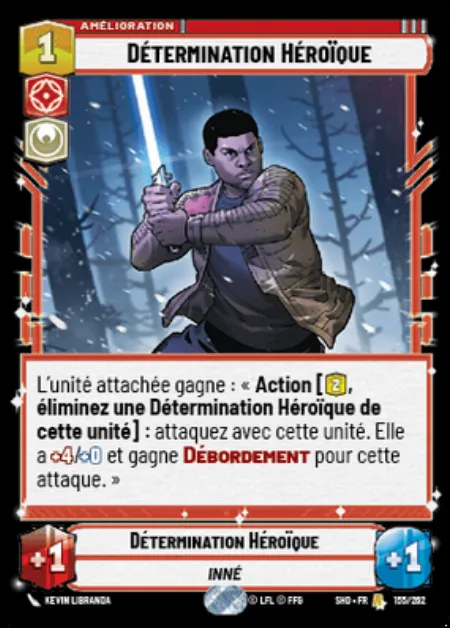 AMÉLIORATION
1
DÉTERMINATION HÉROÏQUE
L'unité attachée gagne : « Action [2,
éliminez une Détermination Héroïque de
cette unité] : attaquez avec cette unité. Elle
a +4/+0 et gagne DÉBORDEMENT pour cette
attaque. »
+1
DÉTERMINATION HÉROÏQUE
+1
INNÉ
KEVIN LIBRANDA
© LFL © FFG
SHD • FR
155/262